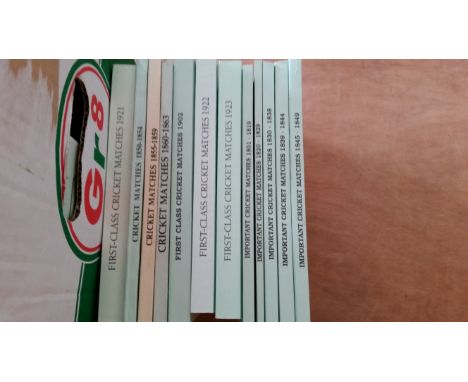 Gr8
FIRST-CLASS CRICKET MATCHES 1921
CRICKET MATCHES 1850-1854
CRICKET MATCHES 1855-1859
CRICKET MATCHES 1860-1863
FIRST CLASS CRICKET MATCHES 1902
FIRST-CLASS CRICKET MATCHES 1922
FIRST-CLASS CRICKET MATCHES 1923
IMPORTANT CRICKET MATCHES 1801 - 1819
IMPORTANT CRICKET MATCHES 1820 - 1829
IMPORTANT CRICKET MATCHES 1830 - 1838
IMPORTANT CRICKET MATCHES 1839 - 1844
IMPORTANT CRICKET MATCHES 1845 - 1849